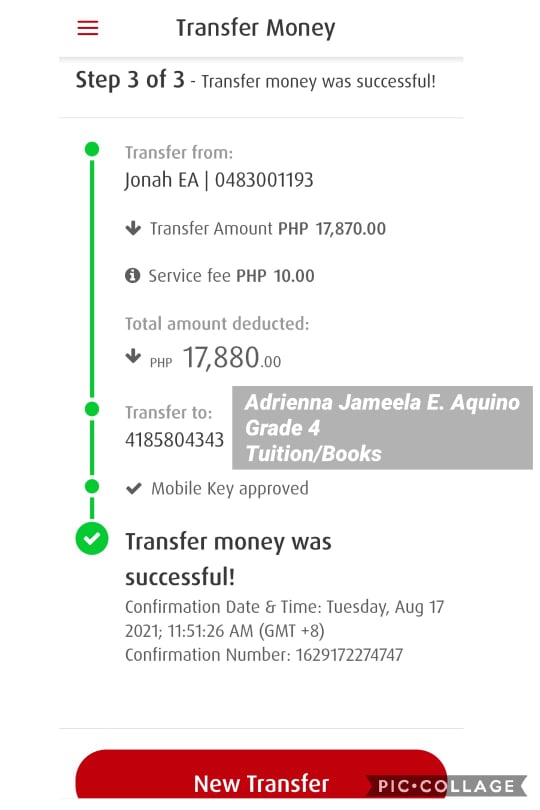 Transfer Money
Step 3 of 3 - Transfer money was successful!
Transfer from:
Jonah EA | 0483001193
Transfer Amount PHP 17,870.00
Service fee PHP 10.00
Total amount deducted:
PHP 17,880.00
Transfer to:
4185804343
Adrienna Jameela E. Aquino
Grade 4
Tuition/Books
Mobile Key approved
Transfer money was
successful!
Confirmation Date & Time: Tuesday, Aug 17
2021; 11:51:26 AM (GMT +8)
Confirmation Number: 1629172274747
New Transfer
PIC•COLLAGE